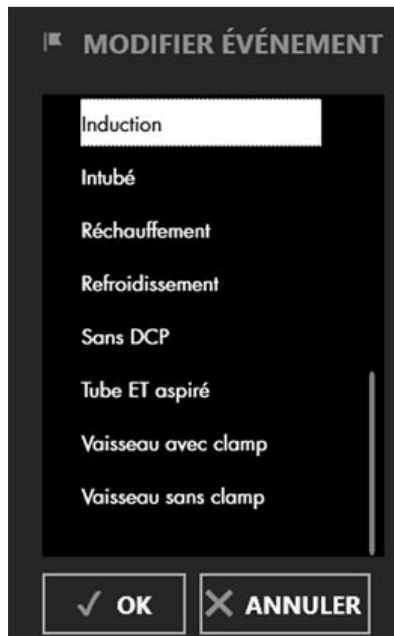 MODIFIER ÉVÉNEMENT
Induction
Intubé
Réchauffement
Refroidissement
Sans DCP
Tube ET aspiré
Vaisseau avec clamp
Vaisseau sans clamp
OK ANNULER